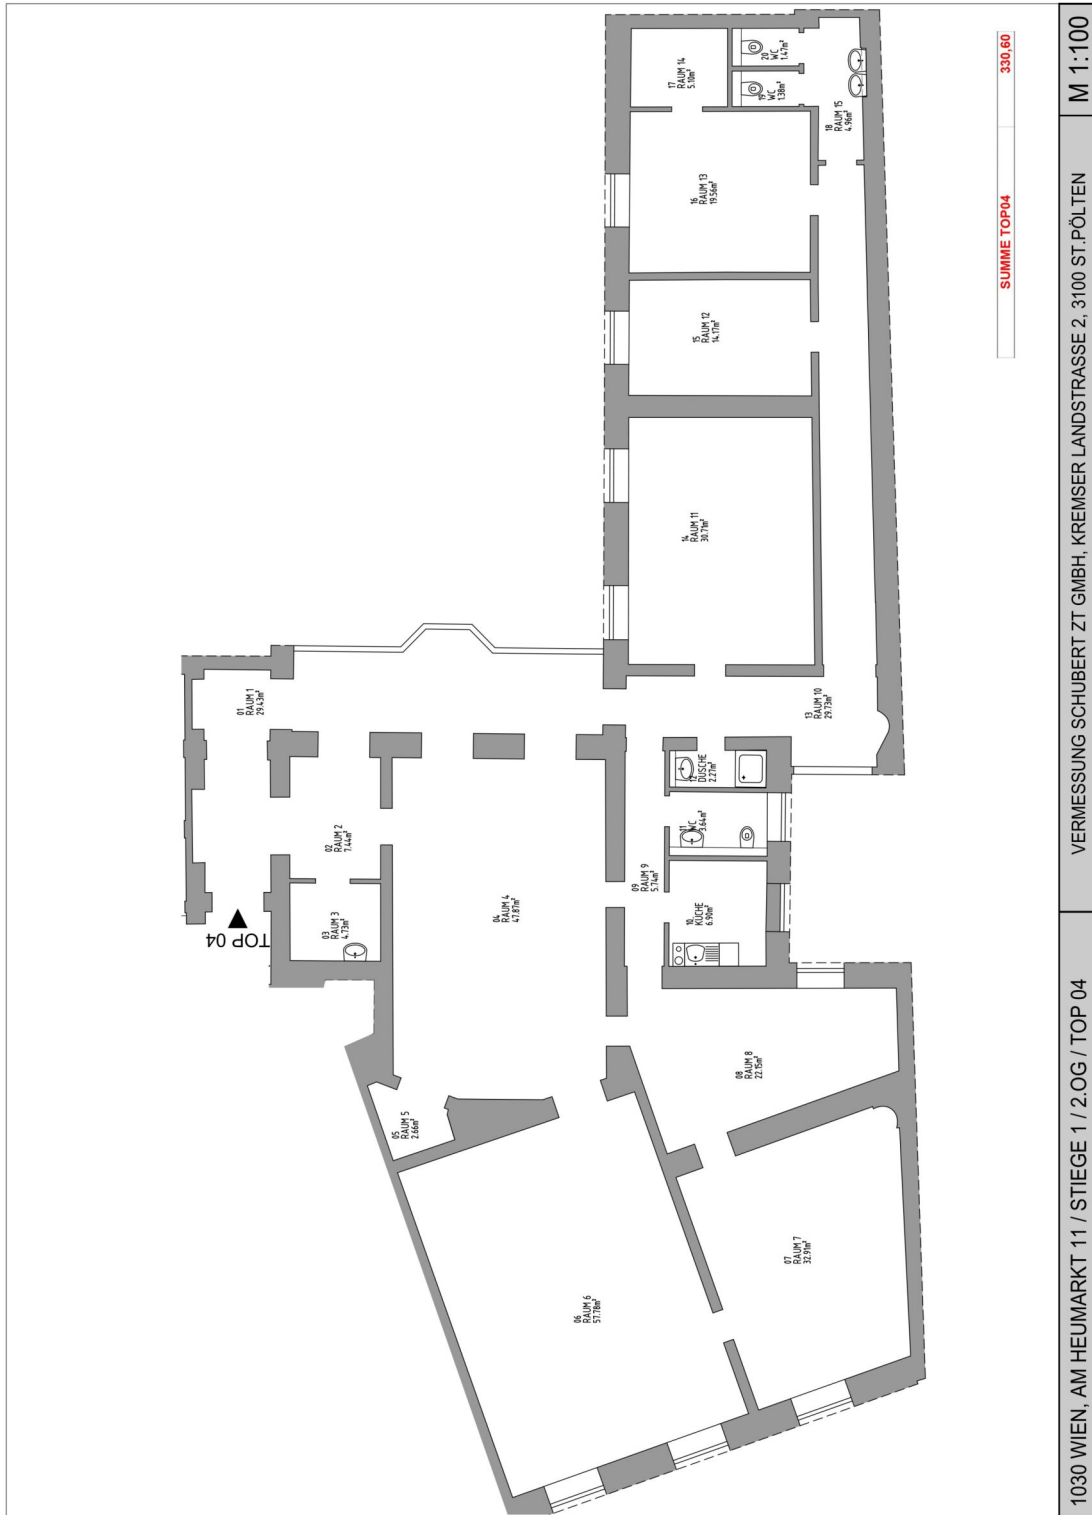 01
RAUM 1
29.43m²
02
RAUM 2
7.44m²
03
RAUM 3
4.73m²
TOP 04
04
RAUM 4
47.87m²
05
RAUM 5
2.66m²
06
RAUM 6
57.78m²
07
RAUM 7
32.91m²
08
RAUM 8
22.15m²
09
RAUM 9
5.74m²
10
KÜCHE
6.90m²
11
WC
3.64m²
12
DUSCHE
2.27m²
13
RAUM 10
29.73m²
14
RAUM 11
30.71m²
15
RAUM 12
14.17m²
16
RAUM 13
19.56m²
17
RAUM 14
5.10m²
18
RAUM 15
4.96m²
19
WC
1.38m²
20
WC
1.47m²
SUMME TOP04 330,60
1030 WIEN, AM HEUMARKT 11 / STIEGE 1 / 2.OG / TOP 04
VERMESSUNG SCHUBERT ZT GMBH, KREMSER LANDSTRASSE 2, 3100 ST.PÖLTEN
M 1:100